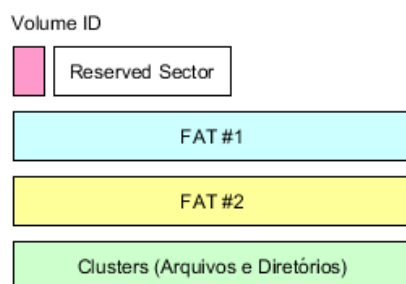 Volume ID
Reserved Sector
FAT #1
FAT #2
Clusters (Arquivos e Diretórios)